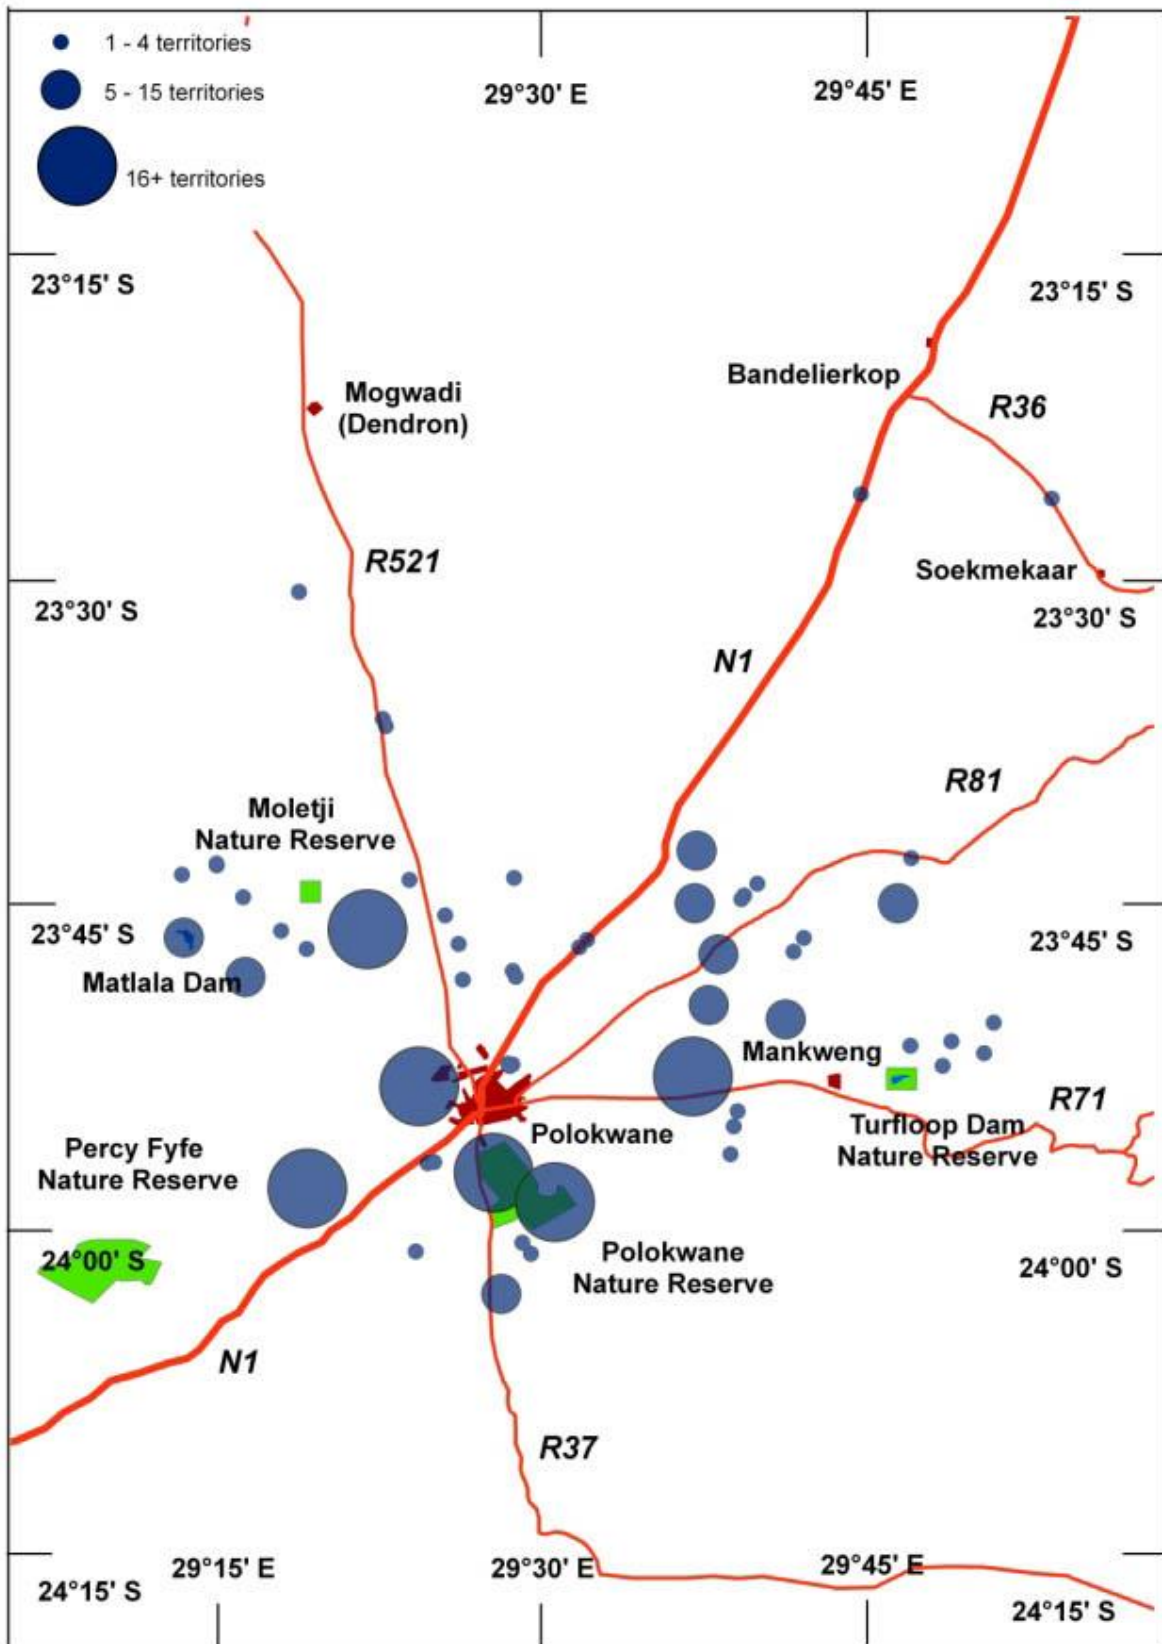 1 - 4 territories
5 - 15 territories
16+ territories
29°30' E
29°45' E
23°15' S
23°15' S
Bandelierkop
R36
Mogwadi
(Dendron)
R521
Soekmekaar
23°30' S
23°30' S
N1
R81
Moletji
Nature Reserve
23°45' S
23°45' S
Matlala Dam
Mankweng
R71
Turfloop Dam
Nature Reserve
Polokwane
Percy Fyfe
Nature Reserve
24°00' S
Polokwane
Nature Reserve
24°00' S
N1
R37
29°15' E
29°30' E
29°45' E
24°15' S
24°15' S